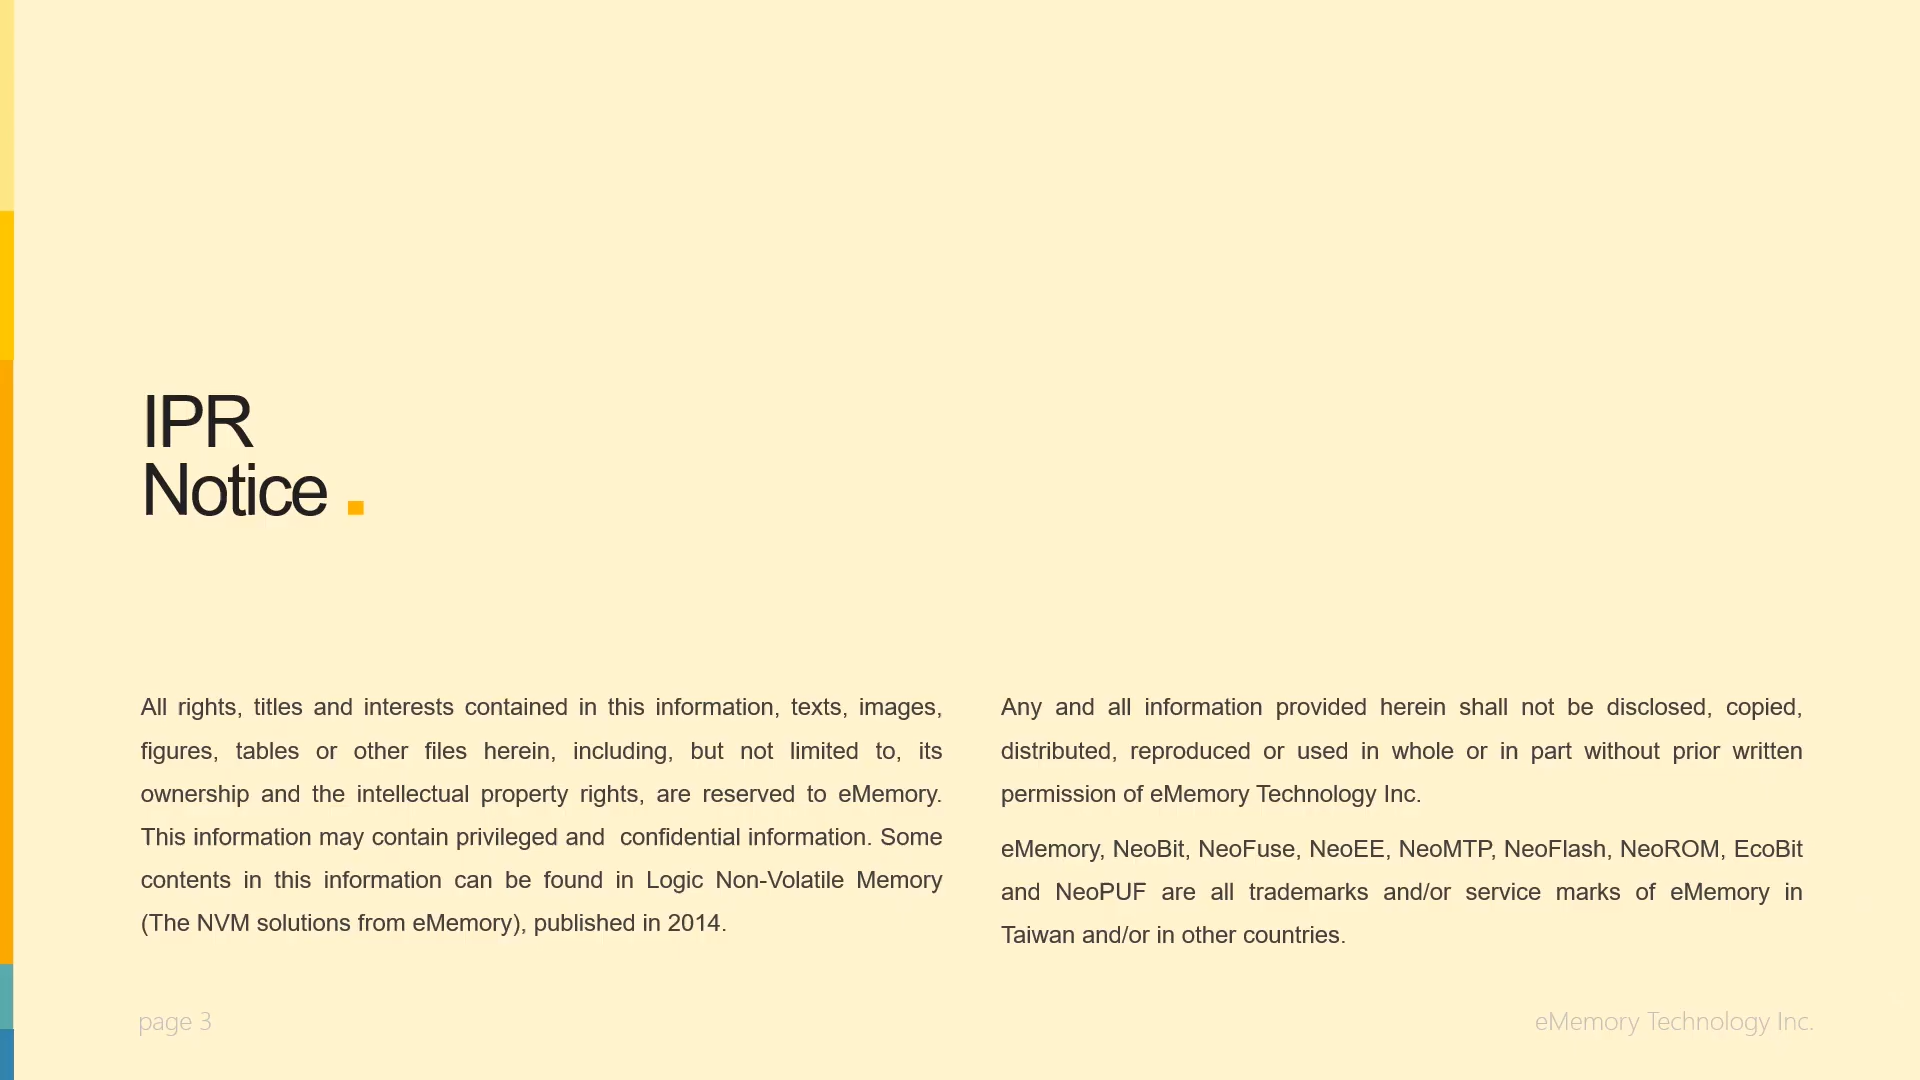 IPR
Notice .
All rights, titles and interests contained in this information, texts, images,
figures, tables or other files herein, including, but not limited to, its
ownership and the intellectual property rights, are reserved to eMemory.
This information may contain privileged and  confidential information. Some
contents in this information can be found in Logic Non-Volatile Memory
(The NVM solutions from eMemory), published in 2014.
Any and all information provided herein shall not be disclosed, copied,
distributed, reproduced or used in whole or in part without prior written
permission of eMemory Technology Inc.
eMemory, NeoBit, NeoFuse, NeoEE, NeoMTP, NeoFlash, NeoROM, EcoBit
and NeoPUF are all trademarks and/or service marks of eMemory in
Taiwan and/or in other countries.
page 3
eMemory Technology Inc.